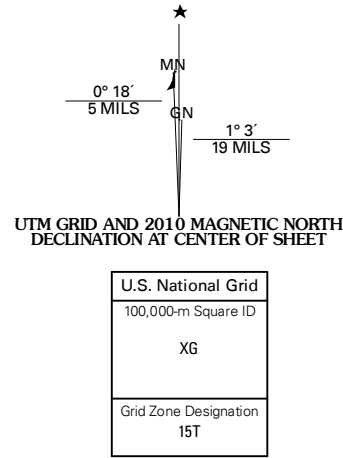 MN
0° 18´
5 MILS
GN
1° 3´
19 MILS
UTM GRID AND 2010 MAGNETIC NORTH
DECLINATION AT CENTER OF SHEET
U.S. National Grid
100,000-m Square ID
XG
Grid Zone Designation
15T